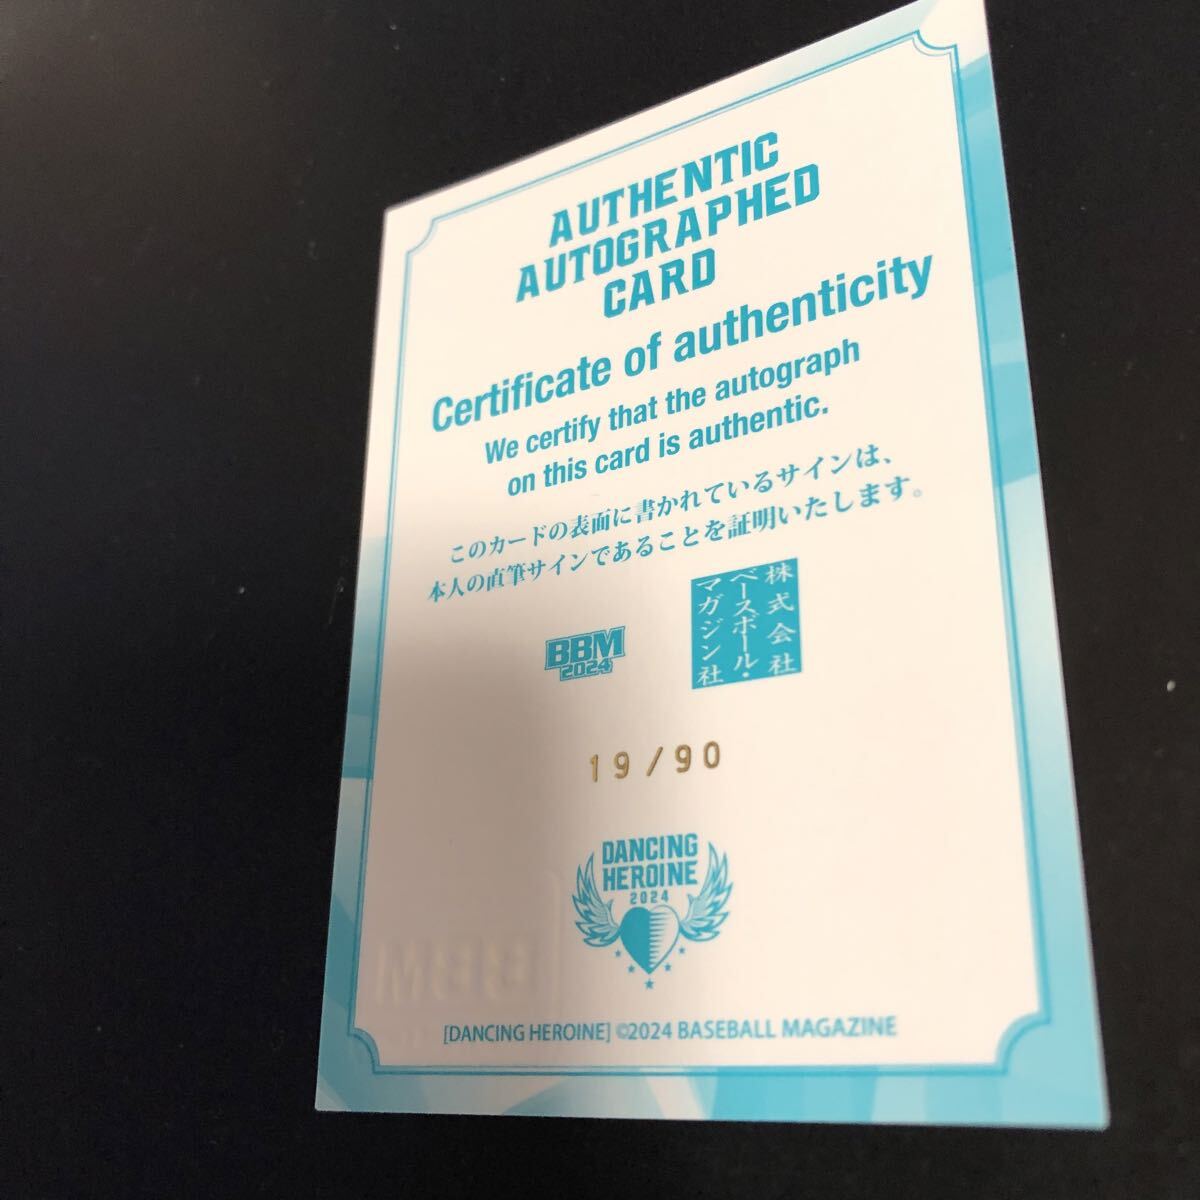 AUTHENTIC
AUTOGRAPHED
CARD
Certificate of authenticity
We certify that the autograph
on this card is authentic.
このカードの表面に書かれているサインは、
本人の直筆サインであることを証明いたします。
BBM
2024
株式会社
ベースボール・
マガジン社
19/90
DANCING
HEROINE
2024
BBM
[DANCING HEROINE] ©2024 BASEBALL MAGAZINE